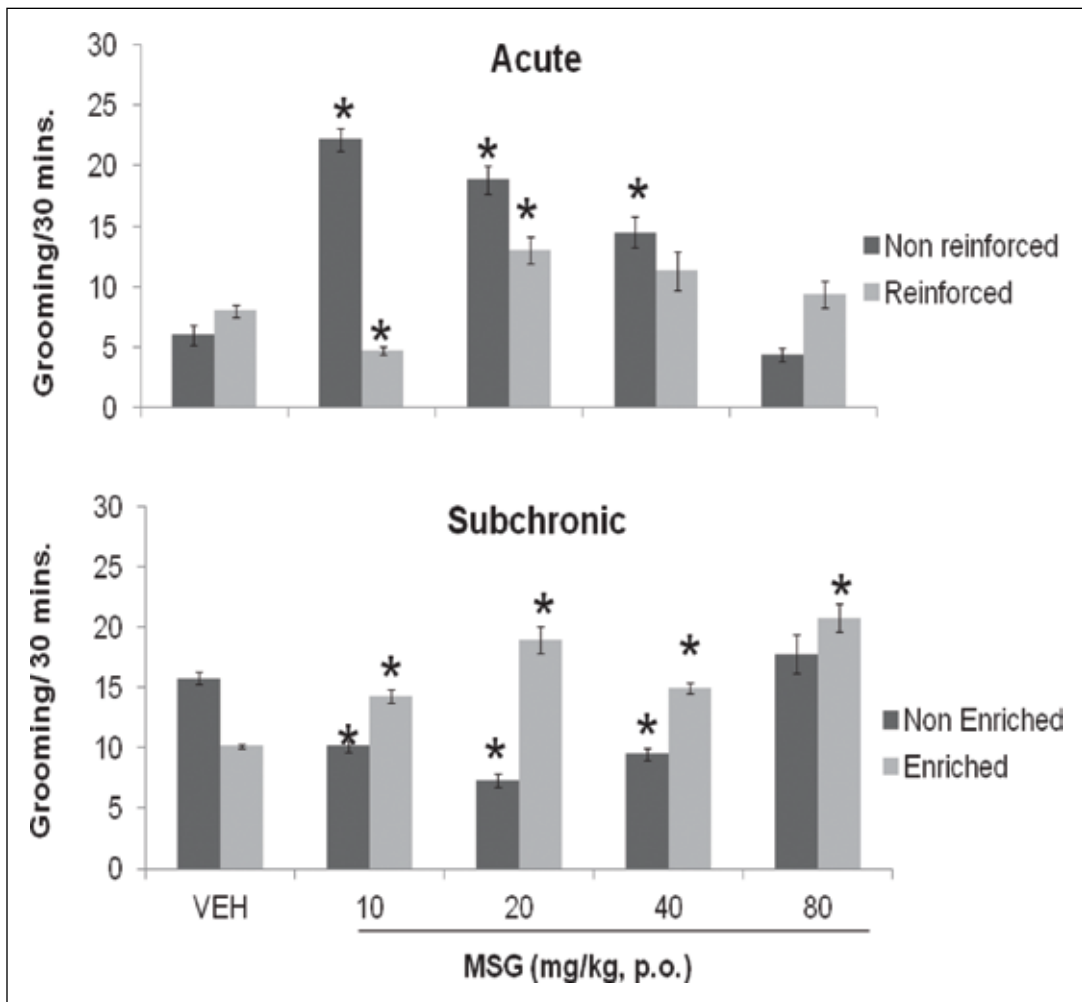 Acute
Grooming/30 mins.
30
25
20
15
10
5
0
*
*
*
*
*
Non reinforced
Reinforced
Subchronic
Grooming/ 30 mins.
30
25
20
15
10
5
0
*
*
*
*
*
*
*
Non Enriched
Enriched
VEH 10 20 40 80
MSG (mg/kg, p.o.)